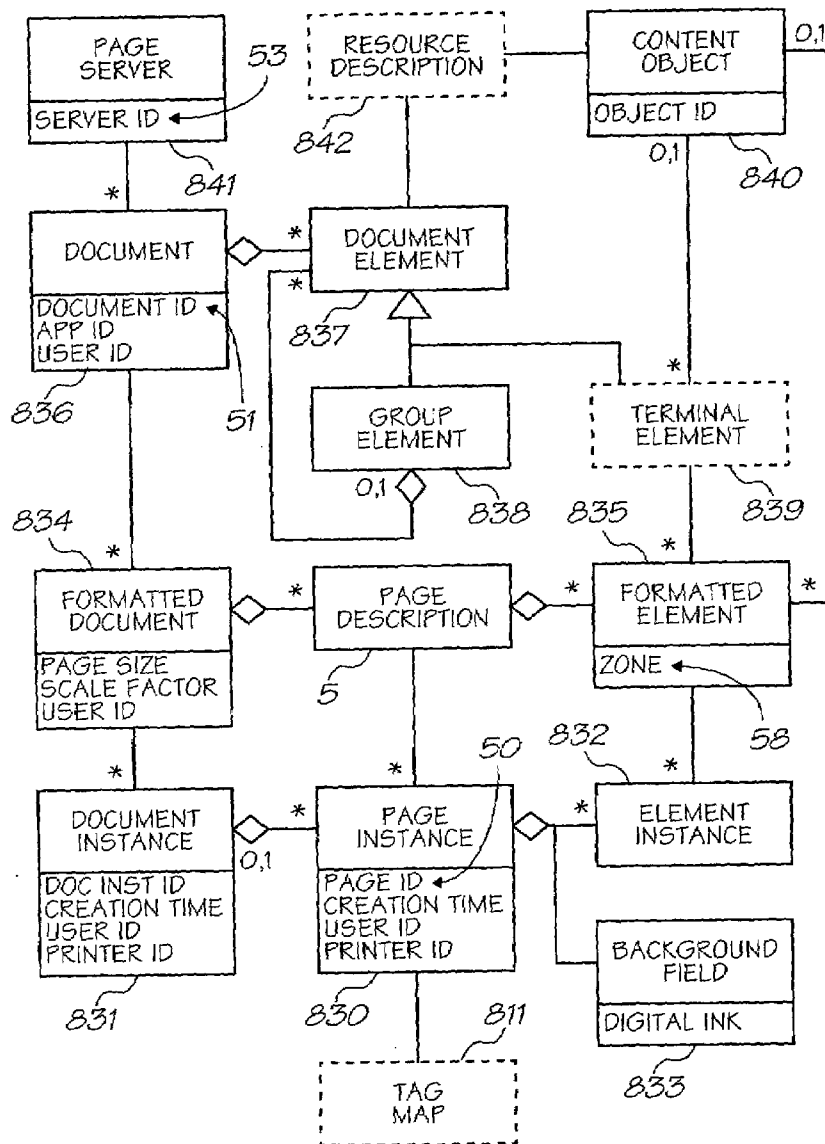 PAGE
SERVER
SERVER ID
53
841
*
RESOURCE
DESCRIPTION
842
CONTENT
OBJECT
OBJECT ID
0,1
0,1
840
DOCUMENT
DOCUMENT ID
APP ID
USER ID
836
51
*
*
DOCUMENT
ELEMENT
837
GROUP
ELEMENT
0,1
838
*
TERMINAL
ELEMENT
839
834
*
FORMATTED
DOCUMENT
PAGE SIZE
SCALE FACTOR
USER ID
*
PAGE
DESCRIPTION
5
835
*
*
*
FORMATTED
ELEMENT
ZONE
58
*
DOCUMENT
INSTANCE
0,1
DOC INST ID
CREATION TIME
USER ID
PRINTER ID
831
*
*
50
PAGE
INSTANCE
PAGE ID
CREATION TIME
USER ID
PRINTER ID
830
832
*
*
ELEMENT
INSTANCE
BACKGROUND
FIELD
DIGITAL INK
833
811
TAG
MAP